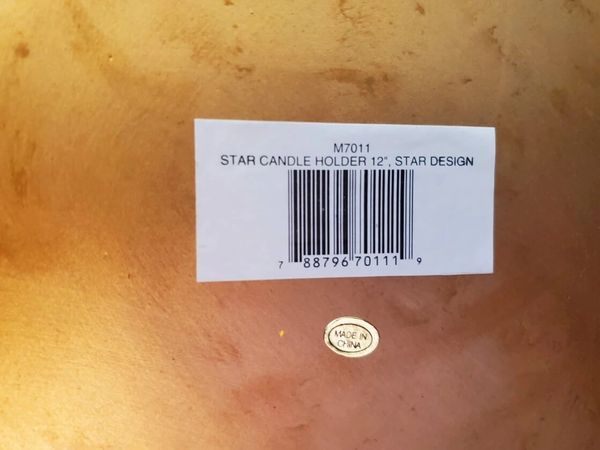 M7011
STAR CANDLE HOLDER 12", STAR DESIGN
7 88796 70111 9
MADE IN
CHINA